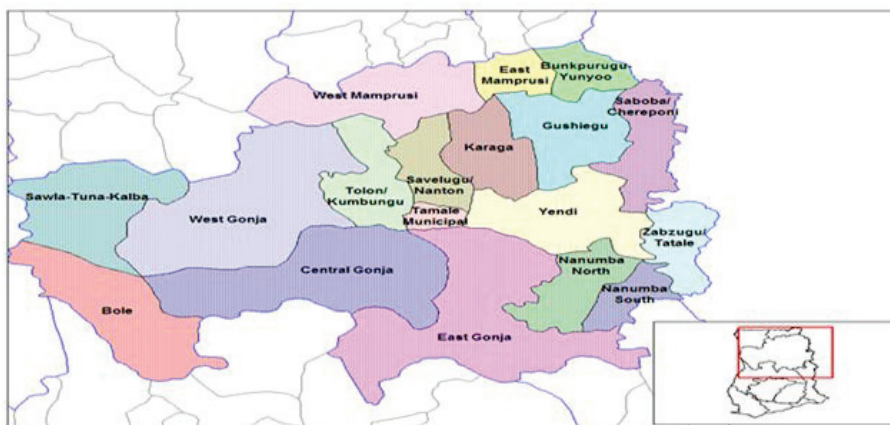 Bunkpurugu-
Yunyoo
East
Mamprusi
West Mamprusi
Saboba/
Chereponi
Gushiegu
Karaga
Sawla-Tuna-Kalba
Tolon/
Kumbungu
Savelugu/
Nanton
West Gonja
Tamale
Municipal
Yendi
Zabzugu/
Tatale
Central Gonja
Nanumba
North
Nanumba
South
Bole
East Gonja